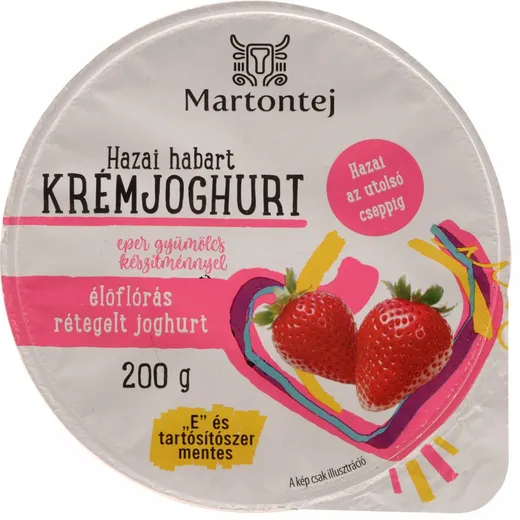 Martontej
Hazai habart
KRÉMJOGHURT
eper gyümölcs
készítménnyel
élőflórás
rétegelt joghurt
200 g
Hazai
az utolsó
cseppig
„E” és
tartósítószer
mentes
A kép csak illusztráció